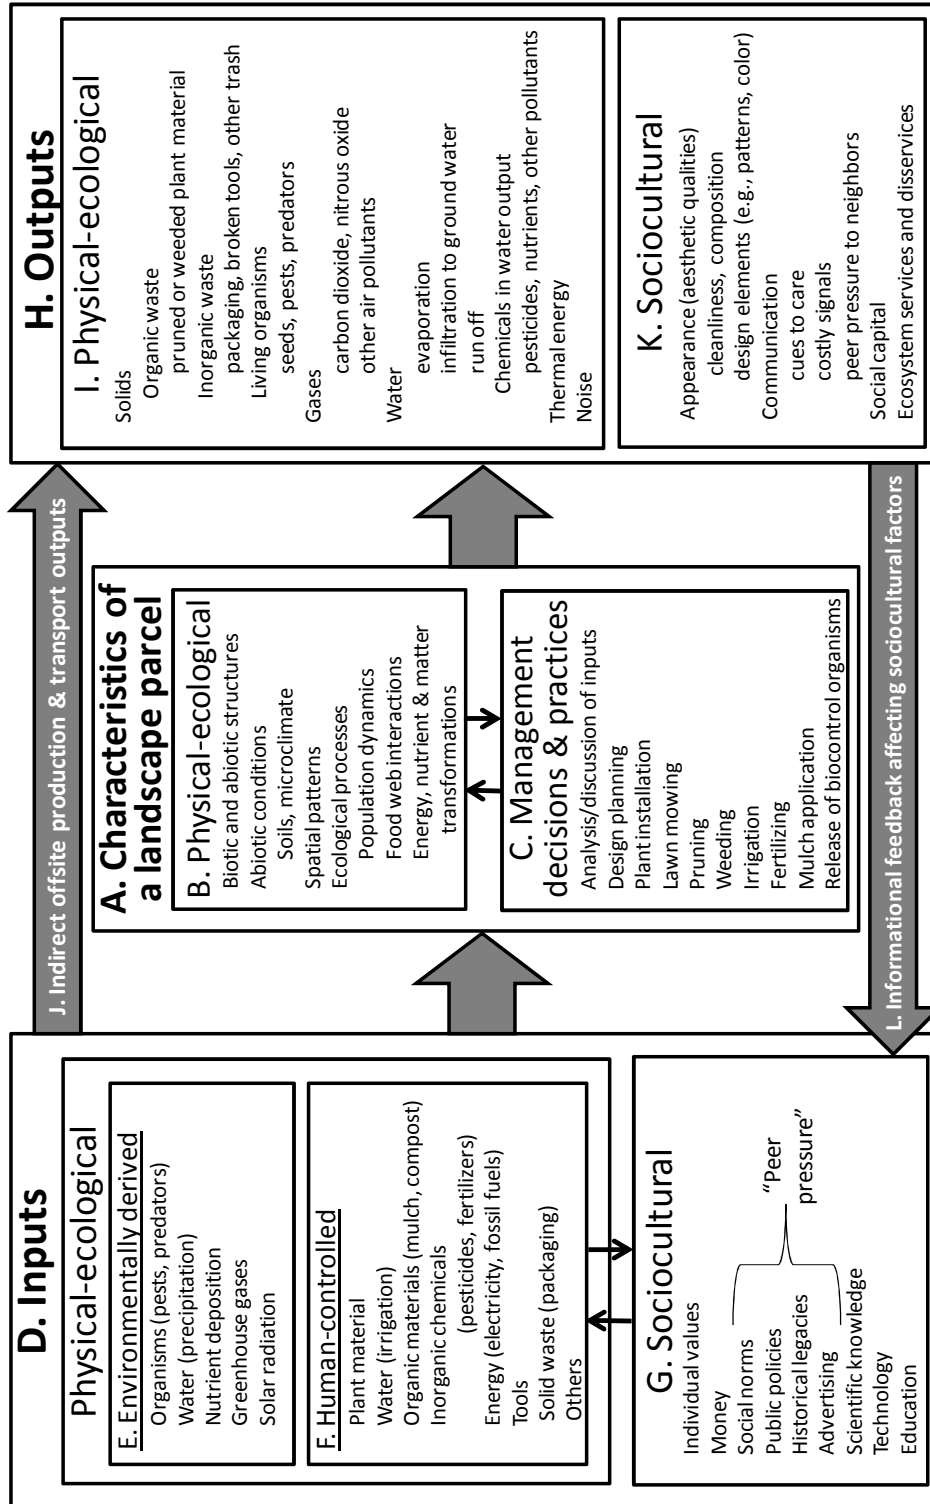 D. Inputs
Physical-ecological
E. Environmentally derived
Organisms (pests, predators)
Water (precipitation)
Nutrient deposition
Greenhouse gases
Solar radiation
F. Human-controlled
Plant material
Water (irrigation)
Organic materials (mulch, compost)
Inorganic chemicals
(pesticides, fertilizers)
Energy (electricity, fossil fuels)
Tools
Solid waste (packaging)
Others
G. Sociocultural
Individual values
Money
Social norms
Public policies
Historical legacies
Advertising
Scientific knowledge
Technology
Education
“Peer
pressure”
J. Indirect offsite production & transport outputs
A. Characteristics of
a landscape parcel
B. Physical-ecological
Biotic and abiotic structures
Abiotic conditions
Soils, microclimate
Spatial patterns
Ecological processes
Population dynamics
Food web interactions
Energy, nutrient & matter
transformations
C. Management
decisions & practices
Analysis/discussion of inputs
Design planning
Plant installation
Lawn mowing
Pruning
Weeding
Irrigation
Fertilizing
Mulch application
Release of biocontrol organisms
L. Informational feedback affecting sociocultural factors
H. Outputs
I. Physical-ecological
Solids
Organic waste
pruned or weeded plant material
Inorganic waste
packaging, broken tools, other trash
Living organisms
seeds, pests, predators
Gases
carbon dioxide, nitrous oxide
other air pollutants
Water
evaporation
infiltration to ground water
run off
Chemicals in water output
pesticides, nutrients, other pollutants
Thermal energy
Noise
K. Sociocultural
Appearance (aesthetic qualities)
cleanliness, composition
design elements (e.g., patterns, color)
Communication
cues to care
costly signals
peer pressure to neighbors
Social capital
Ecosystem services and disservices